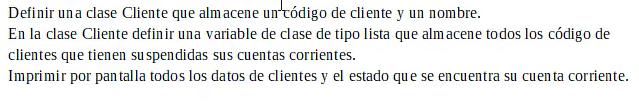 Definir una clase Cliente que almacene un código de cliente y un nombre.
En la clase Cliente definir una variable de clase de tipo lista que almacene todos los código de
clientes que tienen suspendidas sus cuentas corrientes.
Imprimir por pantalla todos los datos de clientes y el estado que se encuentra su cuenta corriente.